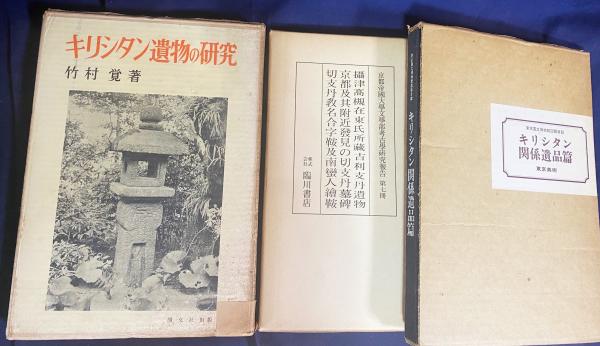 キリシタン遺物の研究
竹村 覚著
開文社出版
京都帝國大學文學部考古學研究報告 第七冊
攝津高槻在東氏所藏吉利支丹遺物
京都及其附近發見の切支丹墓碑
切支丹教名合字鞍及南蠻人繪鞍
株式会社 臨川書店
キリシタン関係遺品篇
東京国立博物館図版目録
キリシタン
関係遺品篇
東京美術